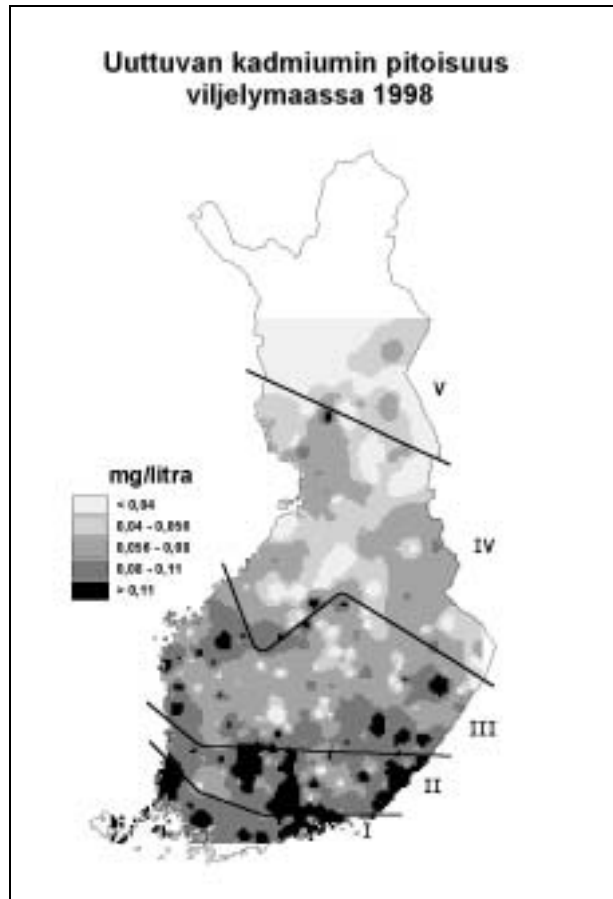 Uuttuvan kadmiumin pitoisuus
viljelymaassa 1998
V
mg/litra
< 0,04
0,04 - 0,056
0,056 - 0,08
0,08 - 0,11
> 0,11
IV
III
II
I